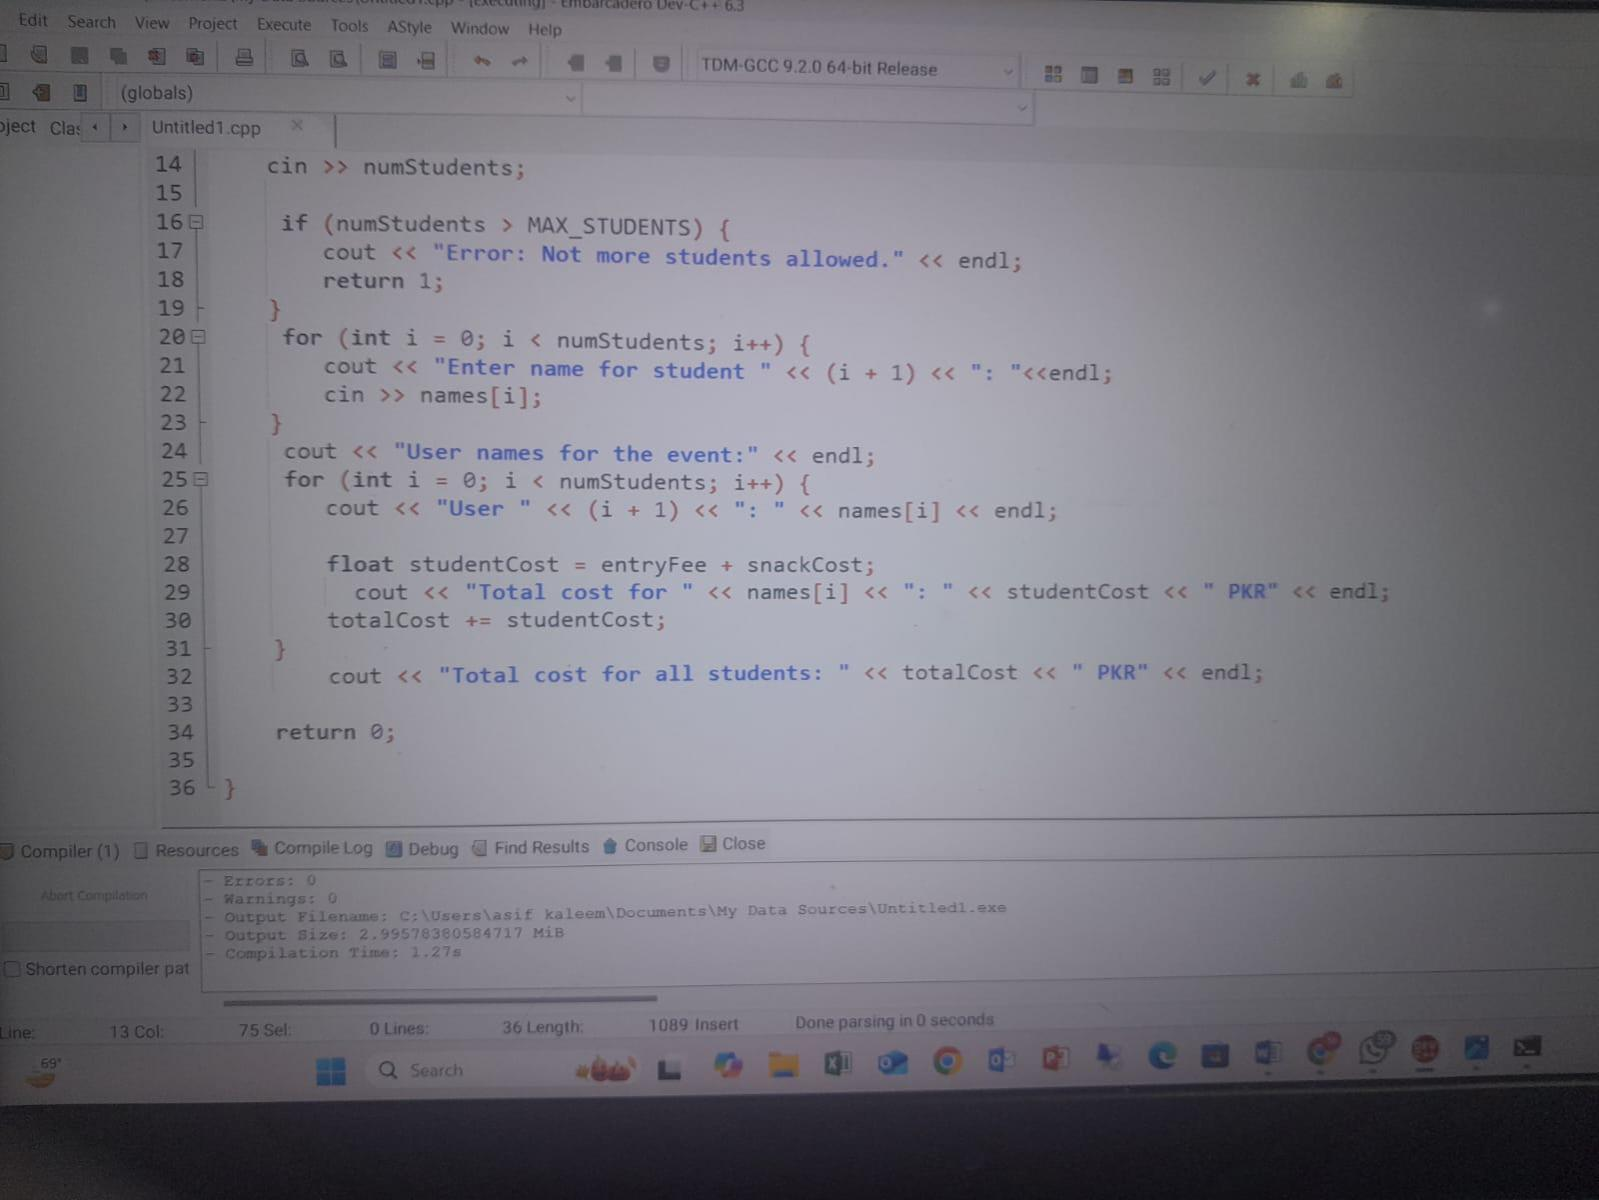 Embarcadero Dev-C++ 6.3
Edit Search View Project Execute Tools AStyle Window Help
TDM-GCC 9.2.0 64-bit Release
(globals)
Untitled1.cpp
14 cin >> numStudents;
15
16 if (numStudents > MAX_STUDENTS) {
17 cout << "Error: Not more students allowed." << endl;
18 return 1;
19 }
20 for (int i = 0; i < numStudents; i++) {
21 cout << "Enter name for student " << (i + 1) << ": "<<endl;
22 cin >> names[i];
23 }
24 cout << "User names for the event:" << endl;
25 for (int i = 0; i < numStudents; i++) {
26 cout << "User " << (i + 1) << ": " << names[i] << endl;
27
28 float studentCost = entryFee + snackCost;
29 cout << "Total cost for " << names[i] << ": " << studentCost << " PKR" << endl;
30 totalCost += studentCost;
31 }
32 cout << "Total cost for all students: " << totalCost << " PKR" << endl;
33
34 return 0;
35
36 }
Compiler (1) Resources Compile Log Debug Find Results Console Close
Abort Compilation
Shorten compiler pat
- Errors: 0
- Warnings: 0
- Output Filename: C:\Users\asif kaleem\Documents\My Data Sources\Untitled1.exe
- Output Size: 2.99578380584717 MiB
- Compilation Time: 1.27s
Line: 13 Col: 75 Sel: 0 Lines: 36 Length: 1089 Insert Done parsing in 0 seconds
69°
Search